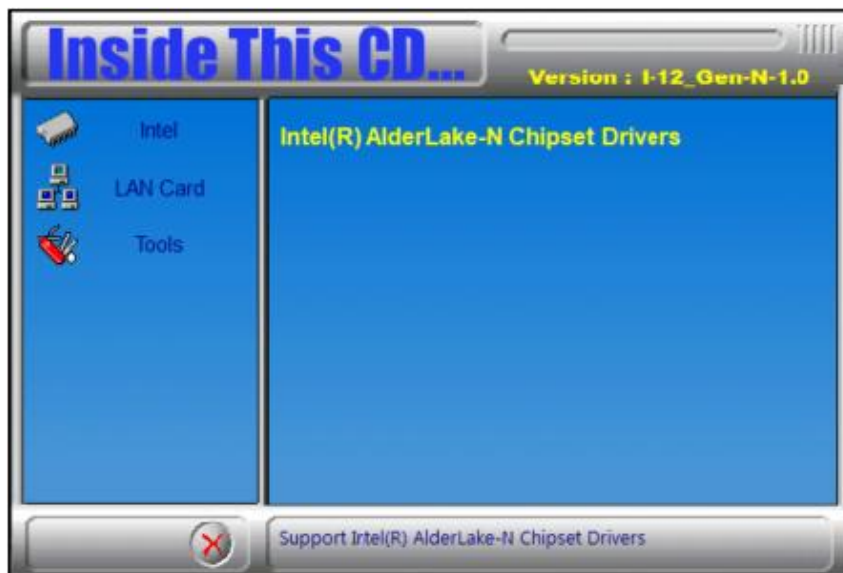 Inside This CD...
Version : I-12_Gen-N-1.0
Intel
LAN Card
Tools
Intel(R) AlderLake-N Chipset Drivers
Support Intel(R) AlderLake-N Chipset Drivers